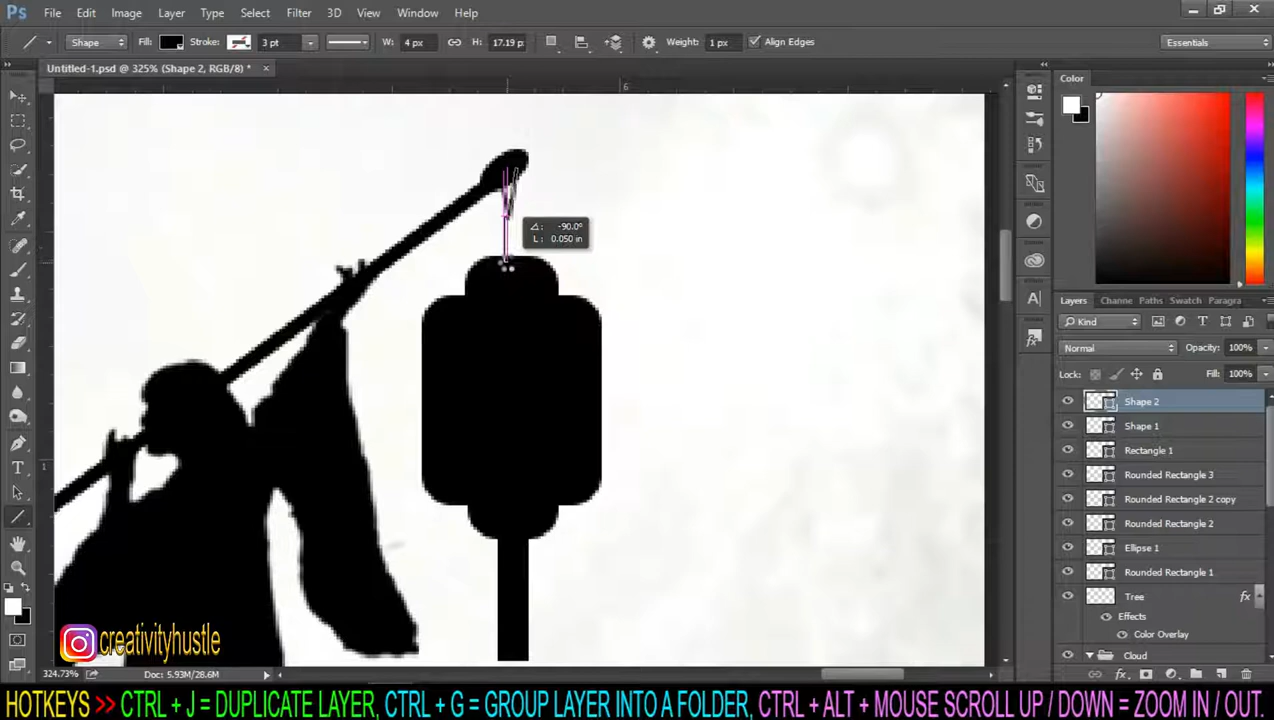 Ps File Edit Image Layer Type Select Filter 3D View Window Help
Shape Fill: Stroke: 3 pt W: 4 px H: 17.19 p Weight: 1 px Align Edges Essentials
Untitled-1.psd @ 325% (Shape 2, RGB/8) * ×
Color
6
-90.0°
L: 0.050 in
A
1
T
Layers Channe Paths Swatch Paragra
Kind T
Normal Opacity: 100%
Lock: Fill: 100%
Shape 2
Shape 1
Rectangle 1
Rounded Rectangle 3
Rounded Rectangle 2 copy
Rounded Rectangle 2
Ellipse 1
Rounded Rectangle 1
Tree fx
Effects
Color Overlay
Cloud
fx
creativityhustle
324.73% Doc: 5.93M/28.6M
HOTKEYS >> CTRL + J = DUPLICATE LAYER, CTRL + G = GROUP LAYER INTO A FOLDER, CTRL + ALT + MOUSE SCROLL UP / DOWN = ZOOM IN / OUT.